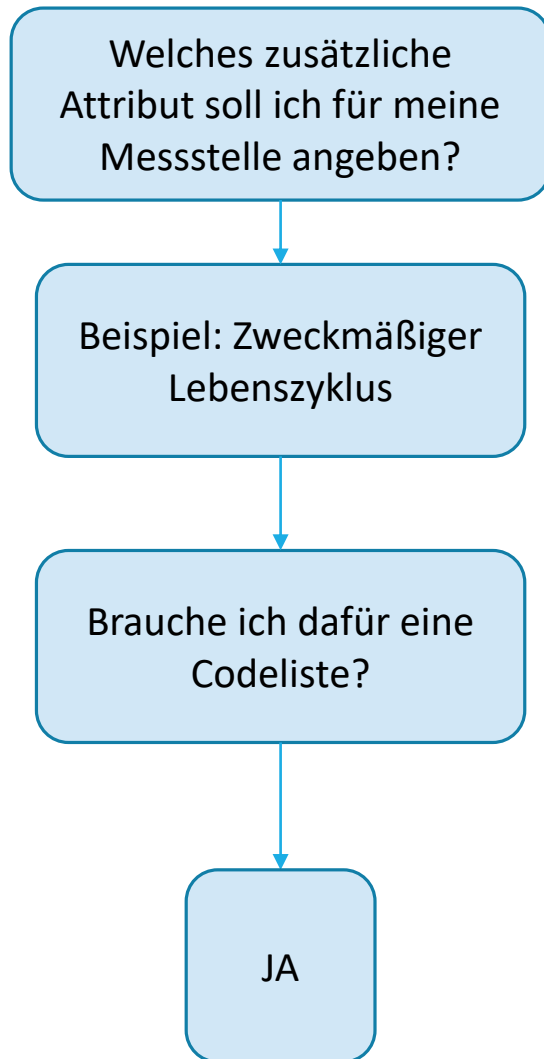 Welches zusätzliche
Attribut soll ich für meine
Messstelle angeben?
Beispiel: Zweckmäßiger
Lebenszyklus
Brauche ich dafür eine
Codeliste?
JA